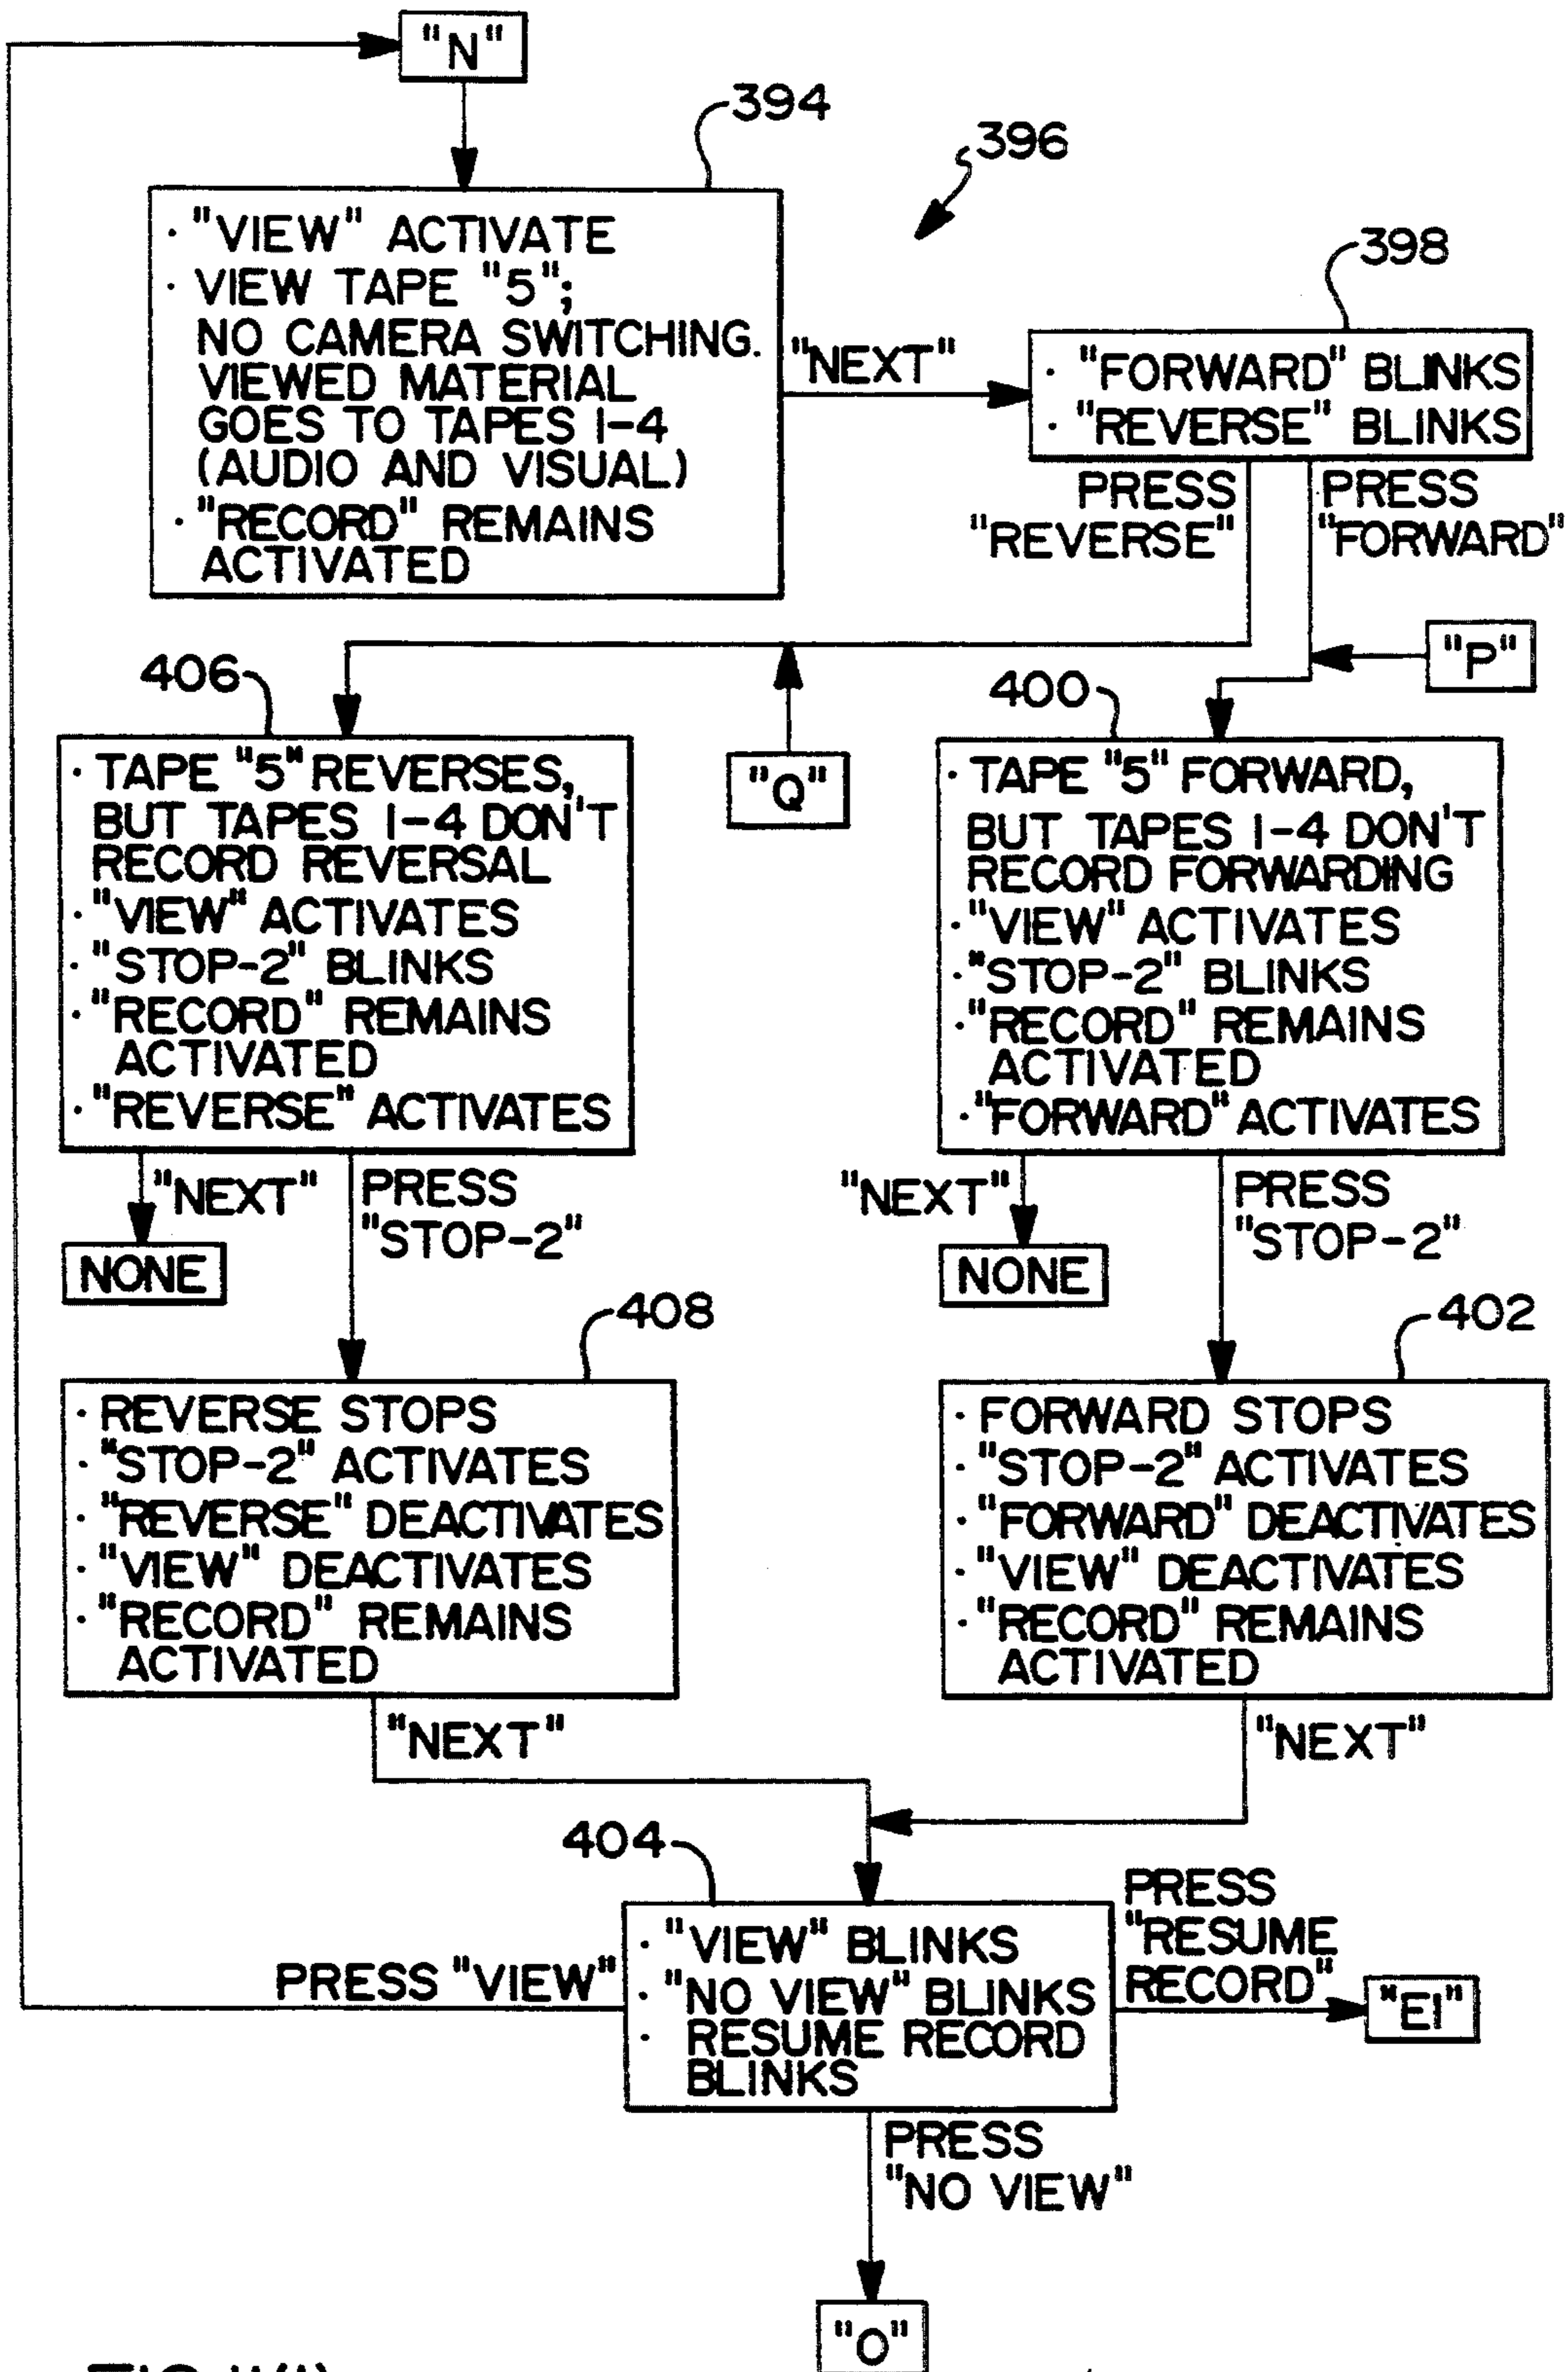 "N"
394
396
· "VIEW" ACTIVATE
· VIEW TAPE "5";
NO CAMERA SWITCHING.
VIEWED MATERIAL
GOES TO TAPES 1-4
(AUDIO AND VISUAL)
· "RECORD" REMAINS
ACTIVATED
"NEXT"
398
· "FORWARD" BLINKS
· "REVERSE" BLINKS
PRESS
"REVERSE"
PRESS
"FORWARD"
"P"
"Q"
406
· TAPE "5" REVERSES,
BUT TAPES 1-4 DON'T
RECORD REVERSAL
· "VIEW" ACTIVATES
· "STOP-2" BLINKS
· "RECORD" REMAINS
ACTIVATED
· "REVERSE" ACTIVATES
400
· TAPE "5" FORWARD,
BUT TAPES 1-4 DON'T
RECORD FORWARDING
· "VIEW" ACTIVATES
· "STOP-2" BLINKS
· "RECORD" REMAINS
ACTIVATED
· "FORWARD" ACTIVATES
"NEXT"
NONE
PRESS
"STOP-2"
"NEXT"
NONE
PRESS
"STOP-2"
408
· REVERSE STOPS
· "STOP-2" ACTIVATES
· "REVERSE" DEACTIVATES
· "VIEW" DEACTIVATES
· "RECORD" REMAINS
ACTIVATED
402
· FORWARD STOPS
· "STOP-2" ACTIVATES
· "FORWARD" DEACTIVATES
· "VIEW" DEACTIVATES
· "RECORD" REMAINS
ACTIVATED
"NEXT"
"NEXT"
404
· "VIEW" BLINKS
· "NO VIEW" BLINKS
· RESUME RECORD
BLINKS
PRESS "VIEW"
PRESS
"RESUME
RECORD"
"E1"
PRESS
"NO VIEW"
"O"